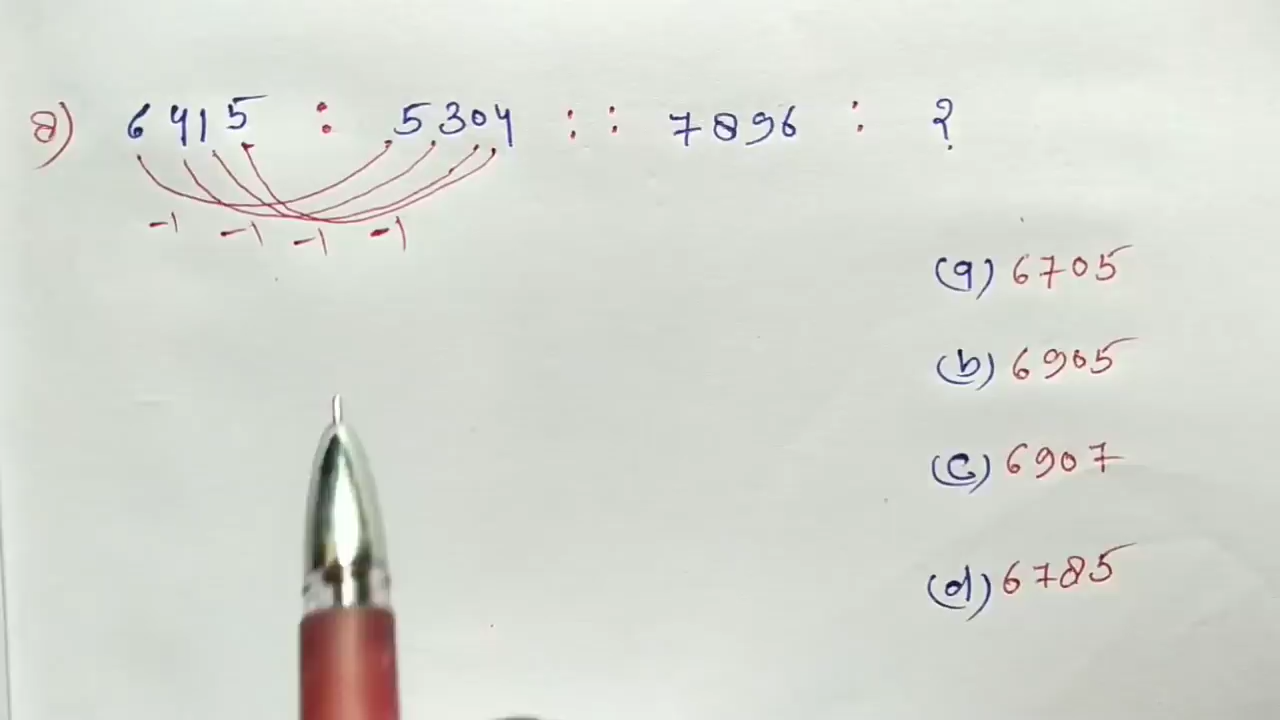 8) 6415 : 5304 :: 7896 : ?
-1 -1 -1 -1
(a) 6705
(b) 6905
(c) 6907
(d) 6785